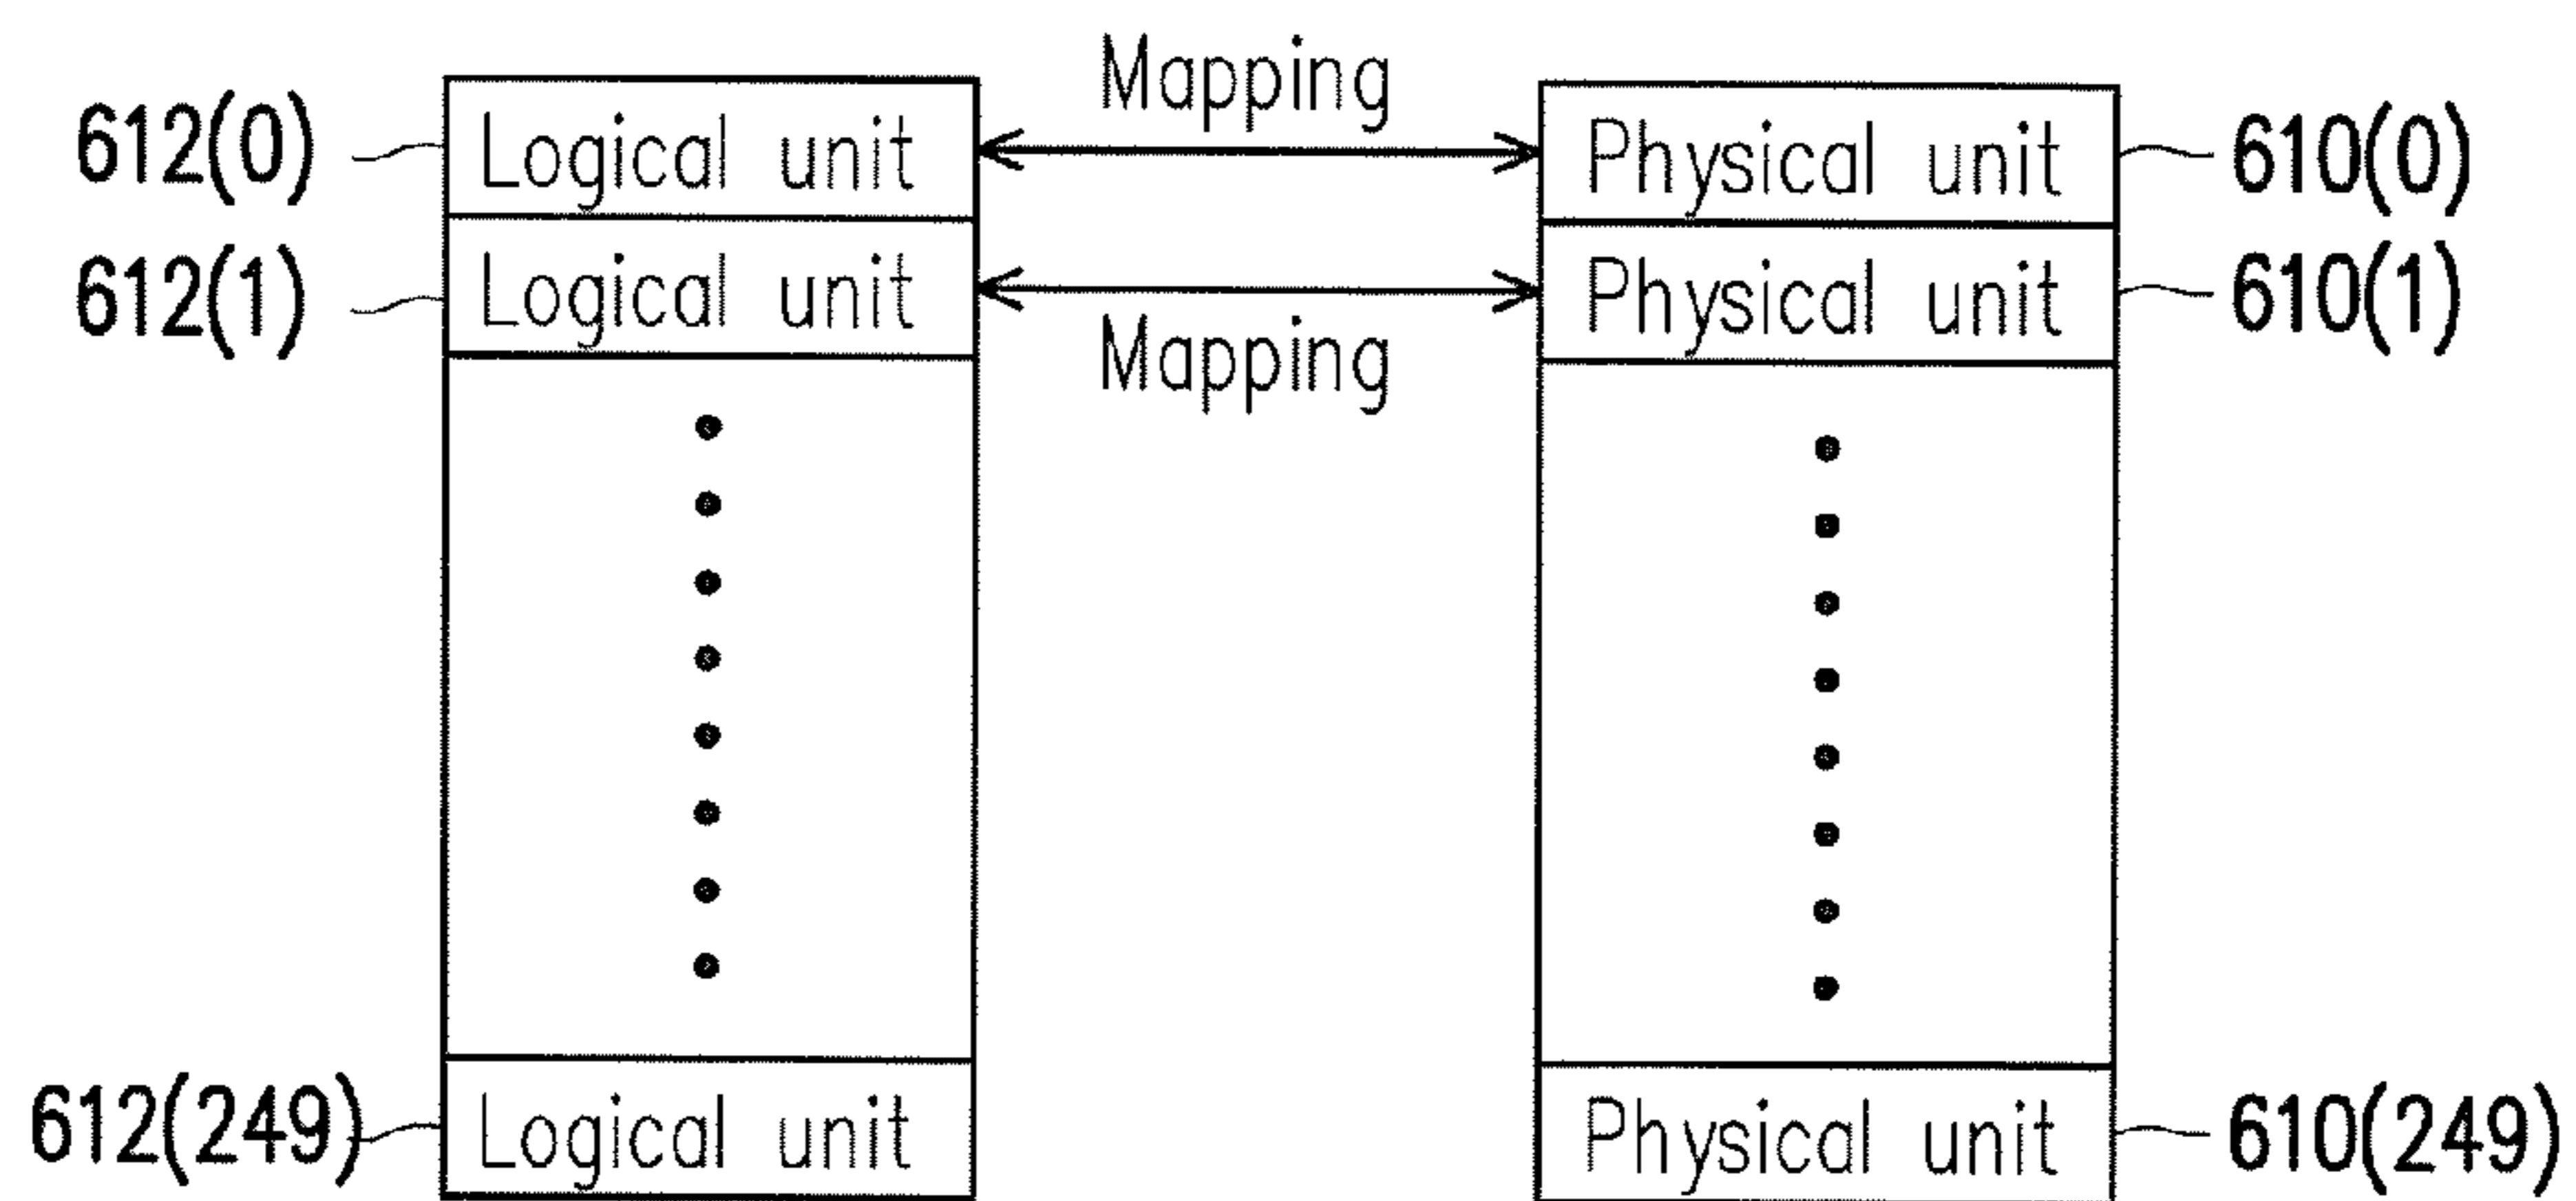 Mapping
612(0) Logical unit Physical unit 610(0)
612(1) Logical unit Physical unit 610(1)
Mapping
612(249) Logical unit Physical unit 610(249)